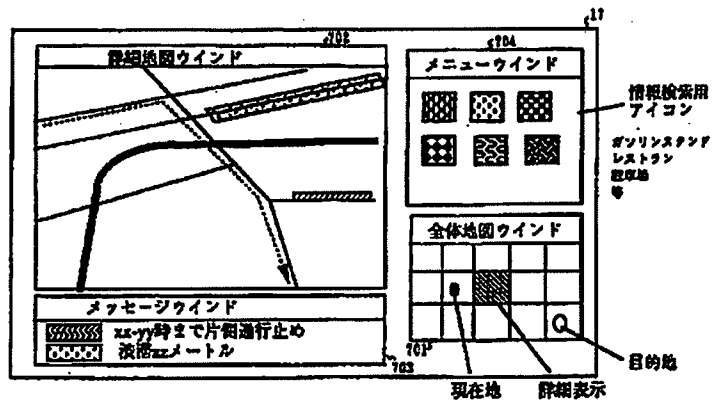 17
702
704
詳細地図ウインド
メニューウインド
情報検索用
アイコン
ガソリンスタンド
レストラン
駐車場
等
全体地図ウインド
メッセージウインド
xx-yy時まで片側通行止め
渋滞zzメートル
701
703
目的地
現在地
詳細表示